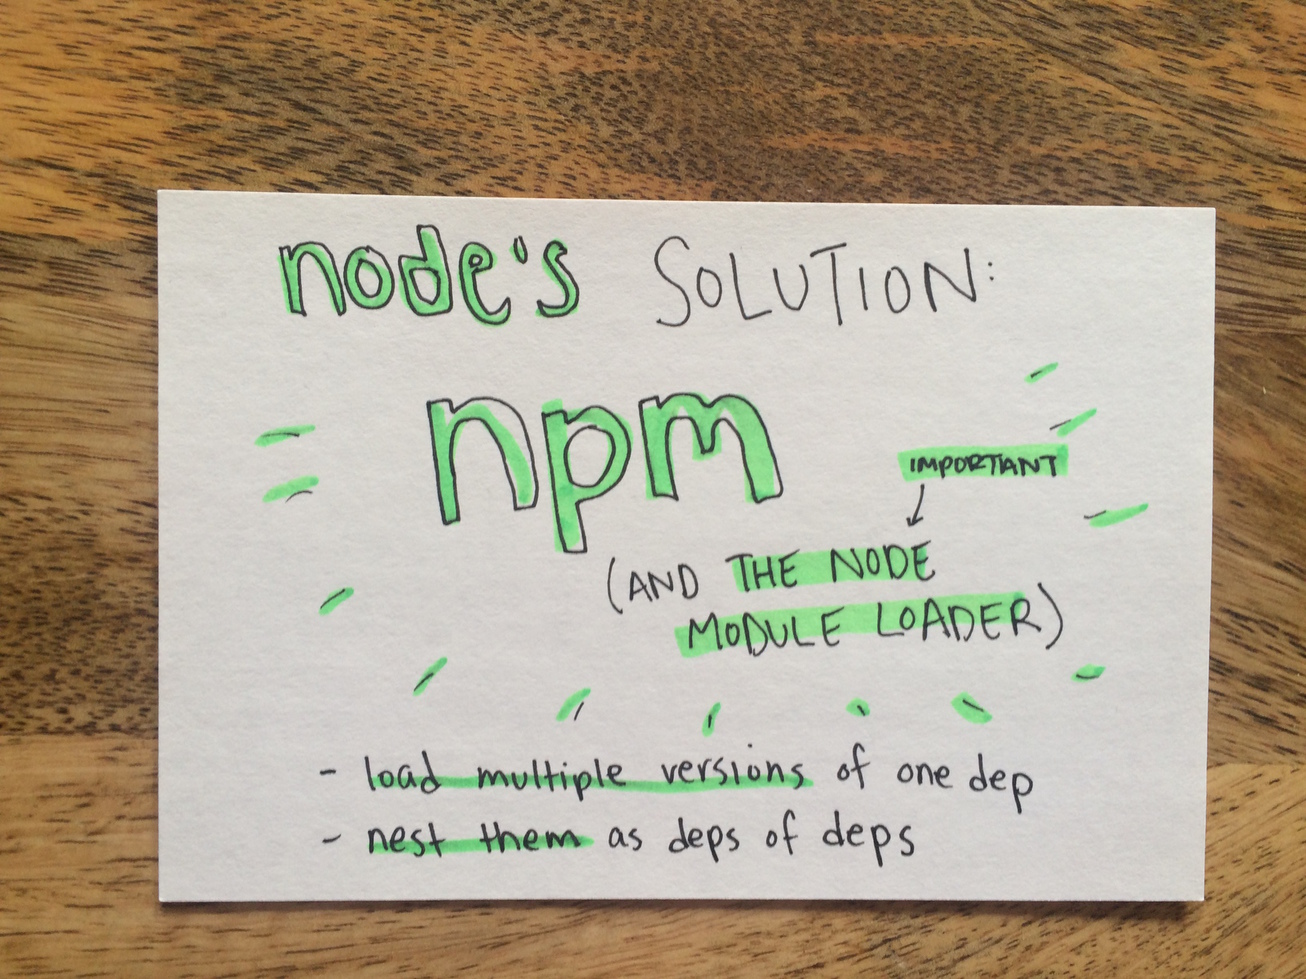 node's SOLUTION:
npm
IMPORTANT
(AND THE NODE
MODULE LOADER)
- load multiple versions of one dep
- nest them as deps of deps